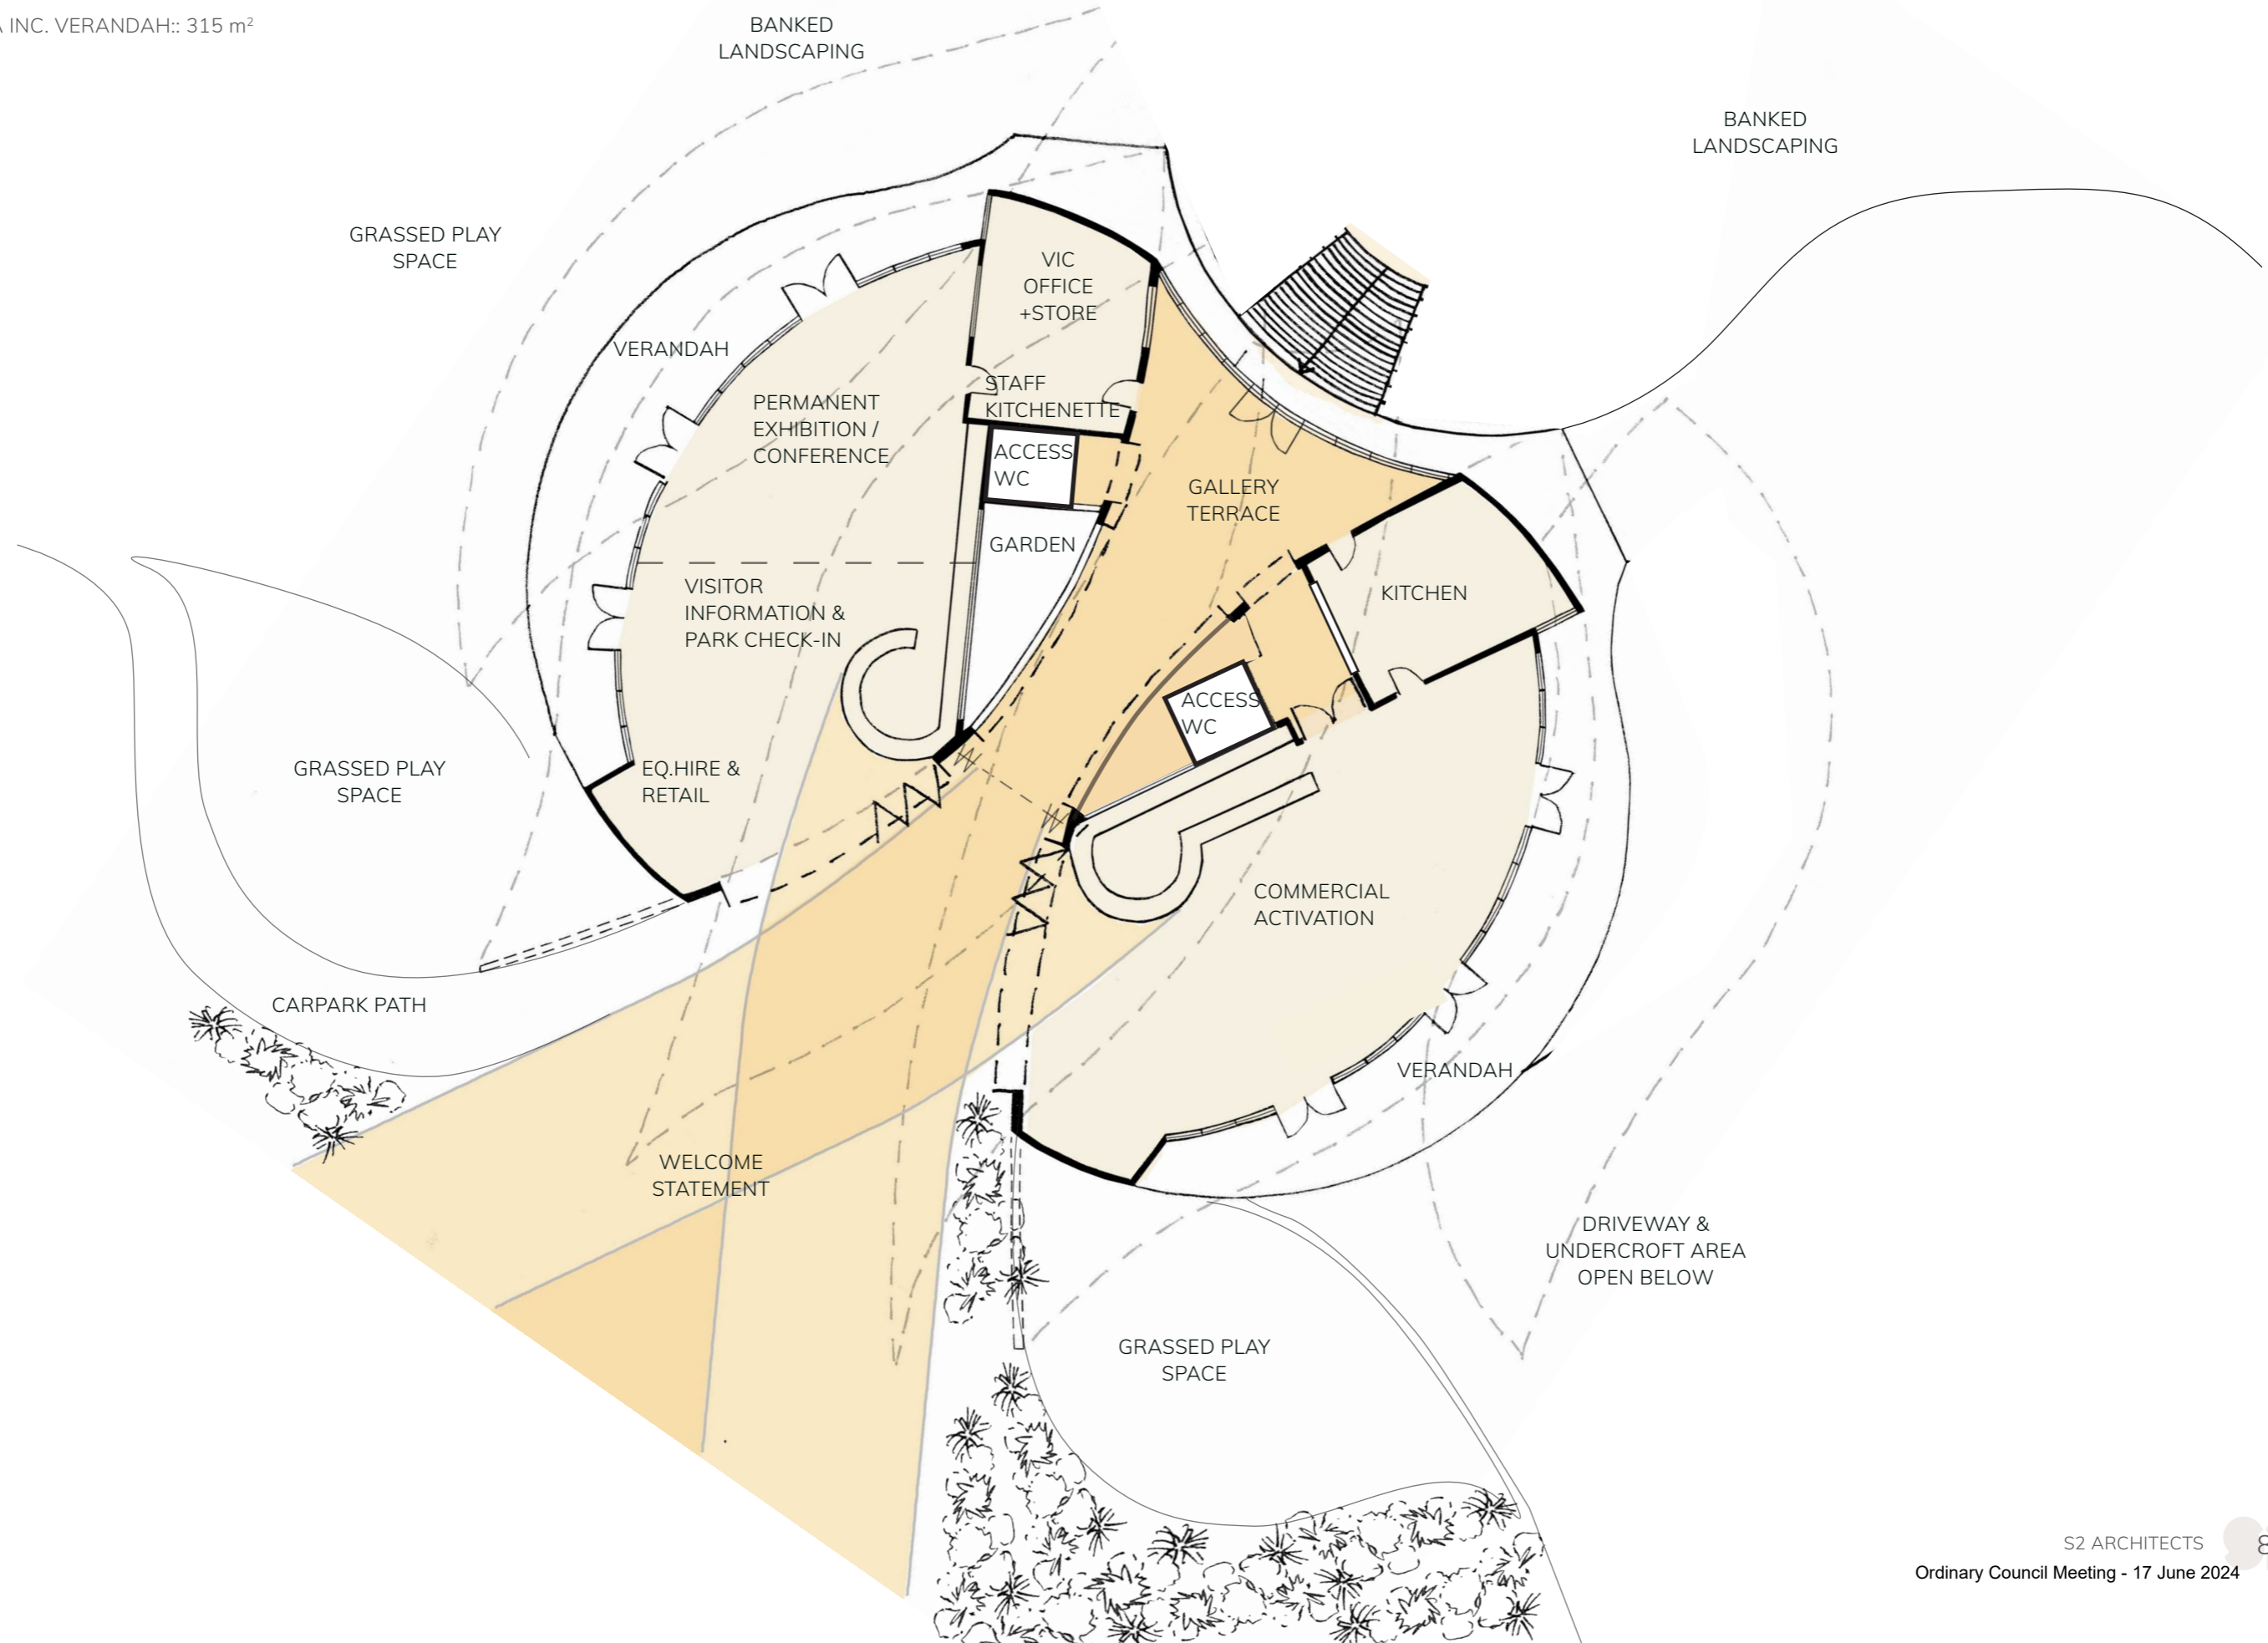 A INC. VERANDAH:: 315 m²
BANKED
LANDSCAPING
BANKED
LANDSCAPING
GRASSED PLAY
SPACE
VIC
OFFICE
+STORE
VERANDAH
STAFF
KITCHENETTE
PERMANENT
EXHIBITION /
CONFERENCE
ACCESS
WC
GALLERY
TERRACE
GARDEN
VISITOR
INFORMATION &
PARK CHECK-IN
KITCHEN
ACCESS
WC
GRASSED PLAY
SPACE
EQ.HIRE &
RETAIL
COMMERCIAL
ACTIVATION
CARPARK PATH
VERANDAH
WELCOME
STATEMENT
DRIVEWAY &
UNDERCROFT AREA
OPEN BELOW
GRASSED PLAY
SPACE
S2 ARCHITECTS
8
Ordinary Council Meeting - 17 June 2024